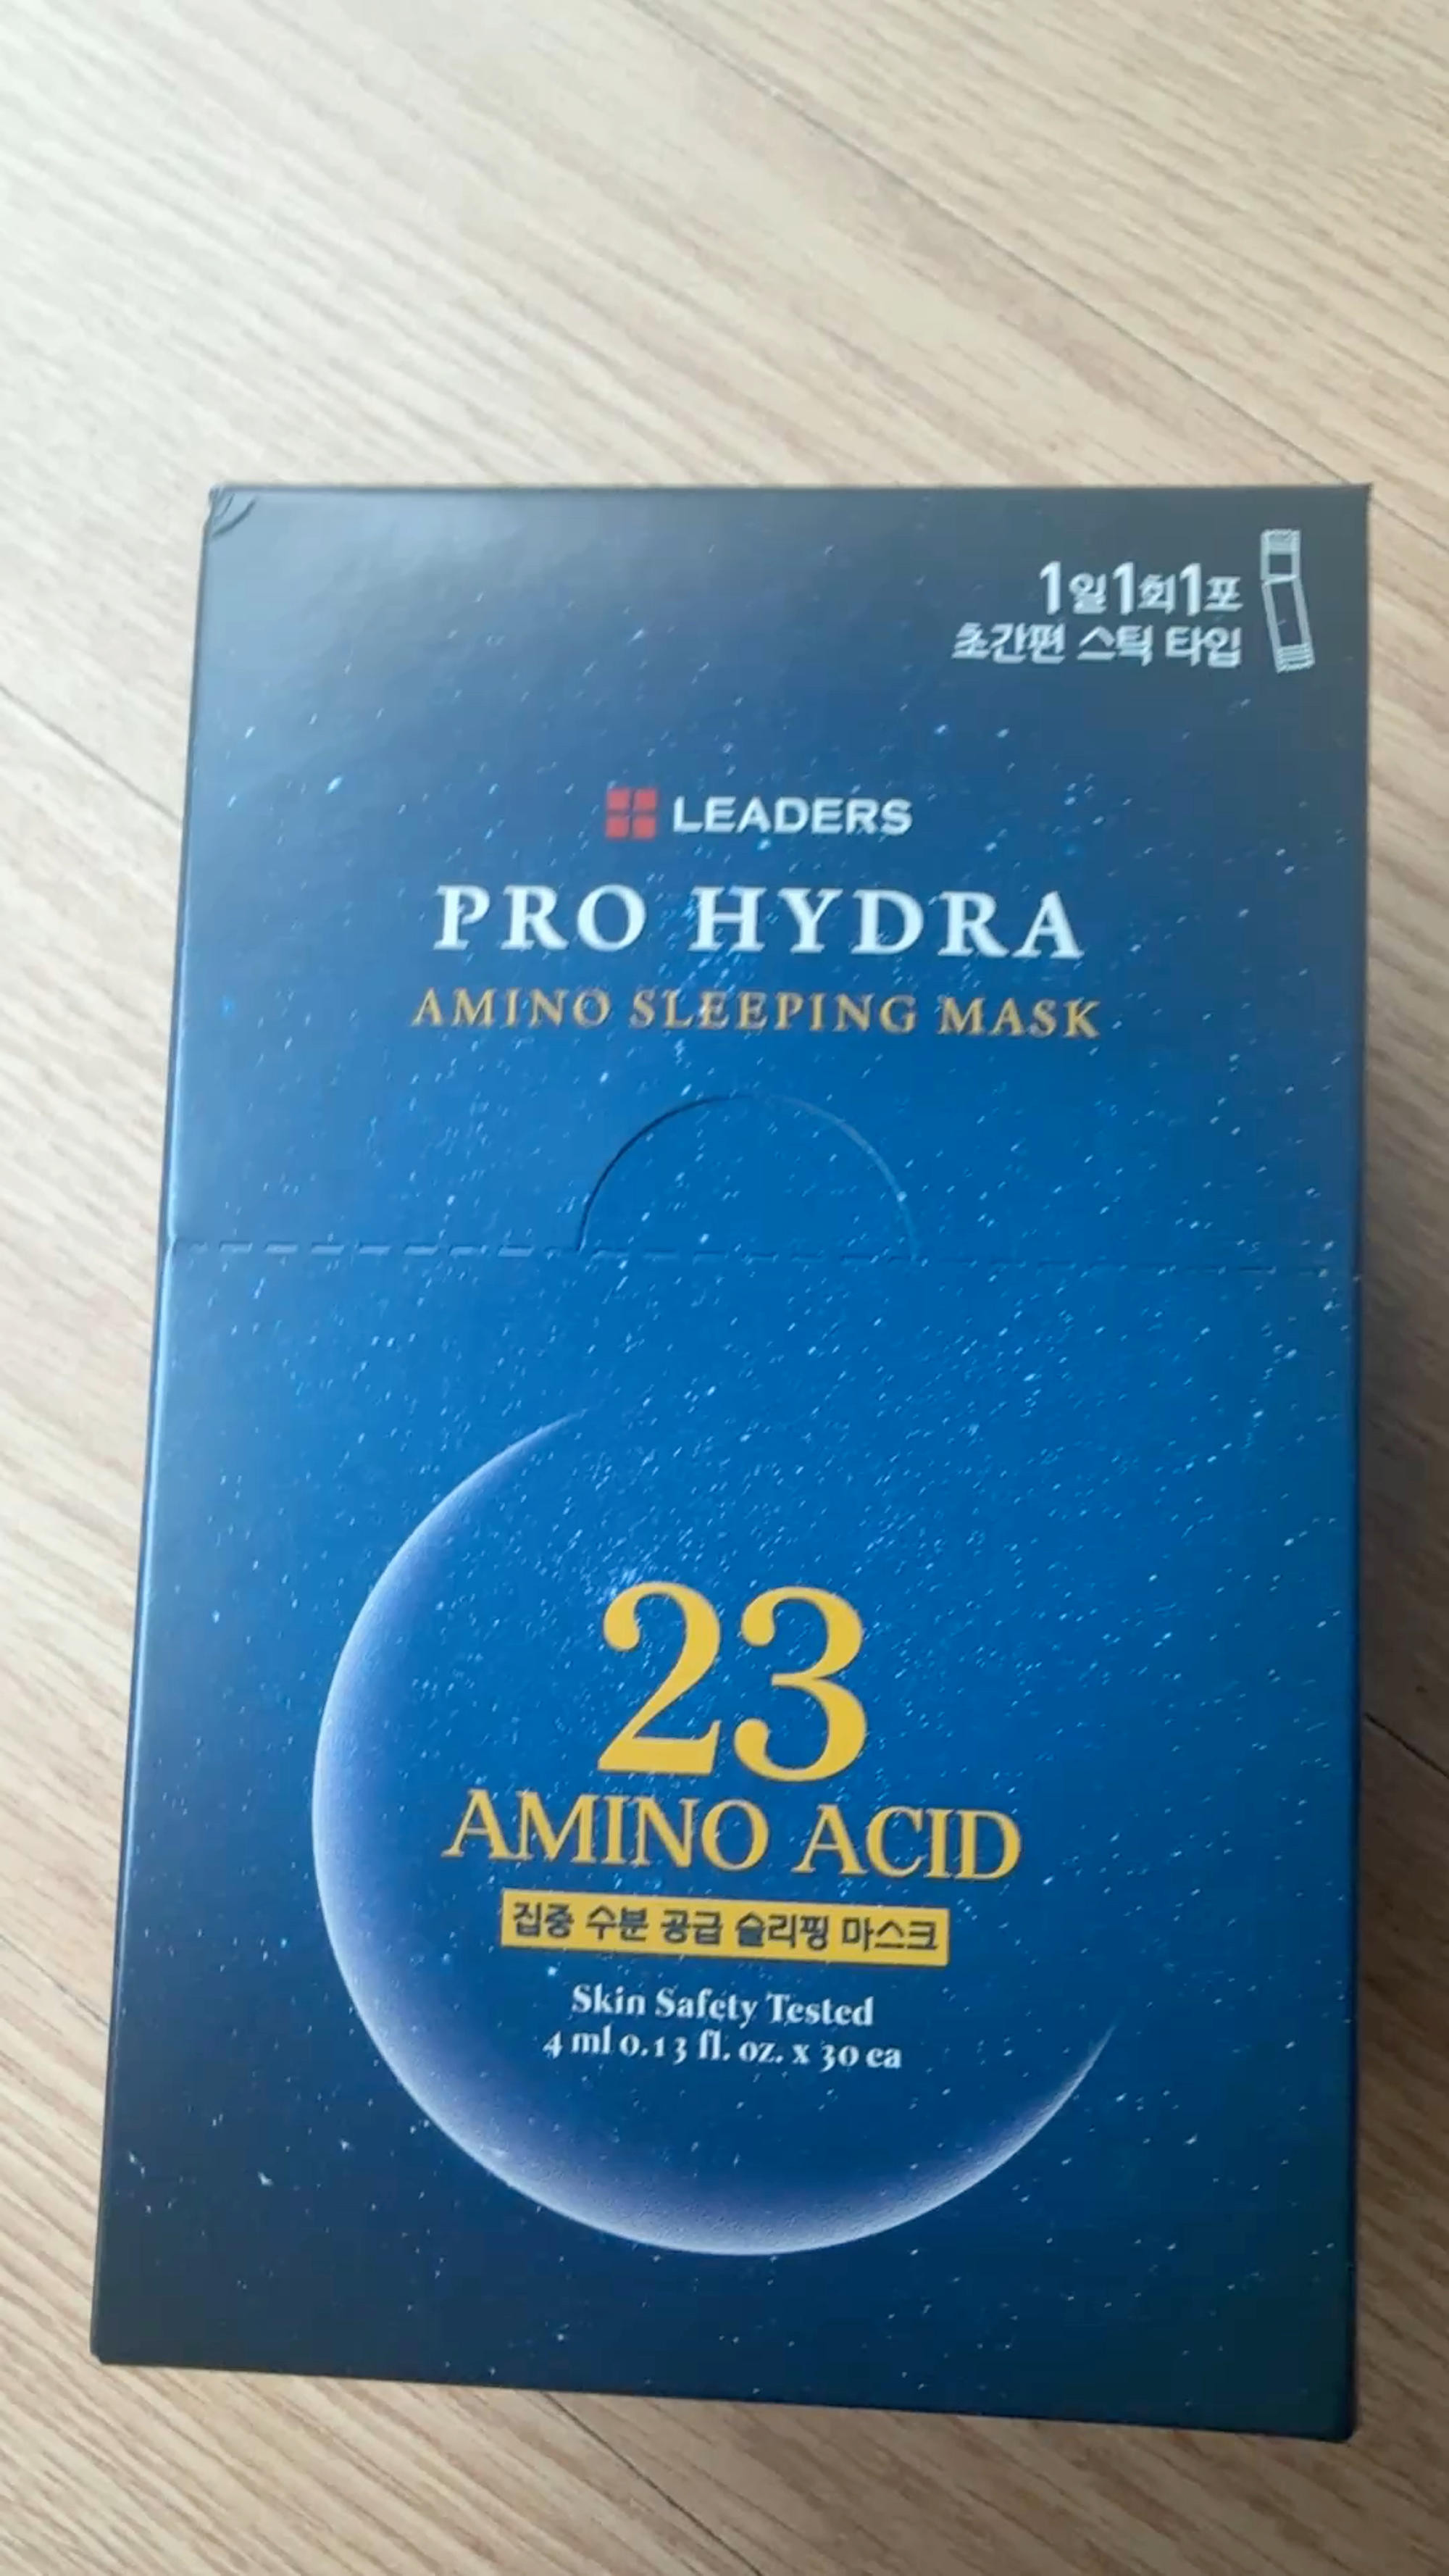 1일1회1포
초간편 스틱 타입
LEADERS
PRO HYDRA
AMINO SLEEPING MASK
23
AMINO ACID
집중 수분 공급 슬리핑 마스크
Skin Safety Tested
4 ml 0.13 fl. oz. x 30 ea